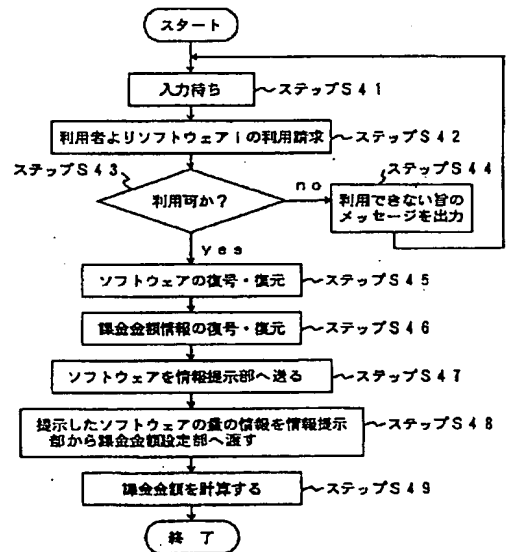 スタート
入力待ち
ステップS41
利用者よりソフトウェアiの利用請求
ステップS42
ステップS43
利用可か?
no
ステップS44
利用できない旨の
メッセージを出力
yes
ソフトウェアの復号・復元
ステップS45
課金金額情報の復号・復元
ステップS46
ソフトウェアを情報提示部へ送る
ステップS47
提示したソフトウェアの量の情報を情報提示
部から課金金額設定部へ返す
ステップS48
課金金額を計算する
ステップS49
終了